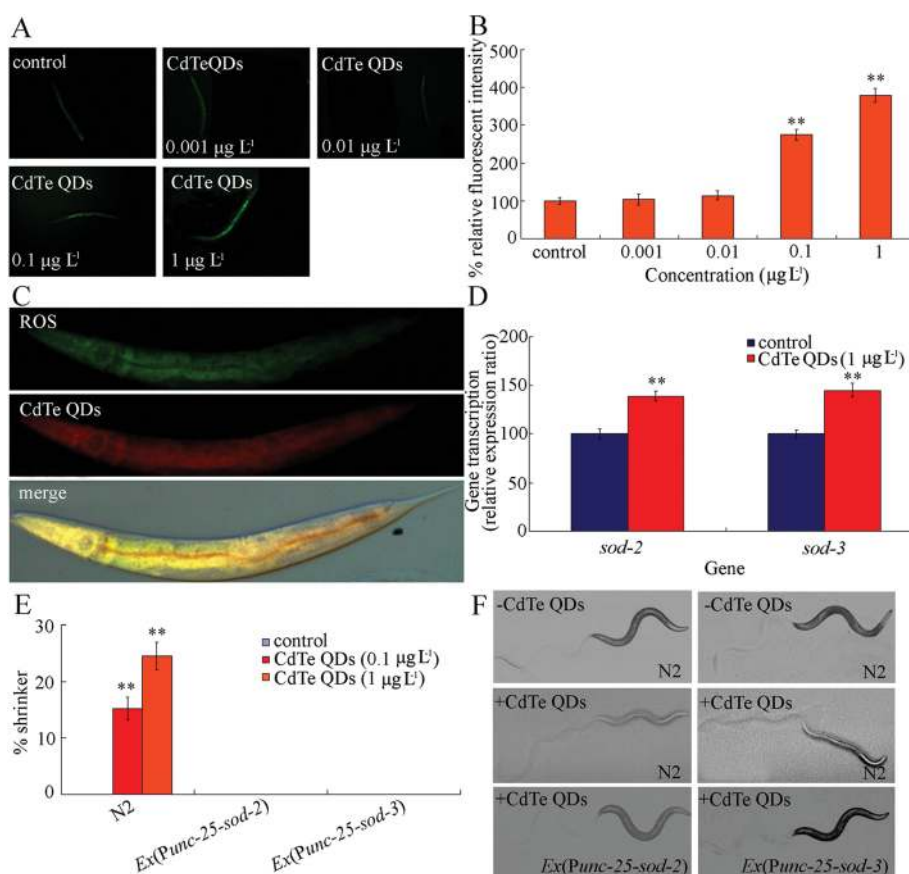 A
control
CdTeQDs
0.001 µg L⁻¹
CdTe QDs
0.01 µg L⁻¹
CdTe QDs
0.1 µg L⁻¹
CdTe QDs
1 µg L⁻¹
B
% relative fluorescent intensity
500
400
300
200
100
0
**
**
control
0.001
0.01
0.1
1
Concentration (µg L⁻¹)
C
ROS
CdTe QDs
merge
D
Gene transcription
(relative expression ratio)
200
150
100
50
0
control
CdTe QDs (1 µg L⁻¹)
**
**
sod-2
sod-3
Gene
E
% shrinker
30
20
10
0
**
**
control
CdTe QDs (0.1 µg L⁻¹)
CdTe QDs (1 µg L⁻¹)
N2
Ex(Punc-25-sod-2)
Ex(Punc-25-sod-3)
F
-CdTe QDs
N2
-CdTe QDs
N2
+CdTe QDs
N2
+CdTe QDs
N2
+CdTe QDs
Ex(Punc-25-sod-2)
+CdTe QDs
Ex(Punc-25-sod-3)